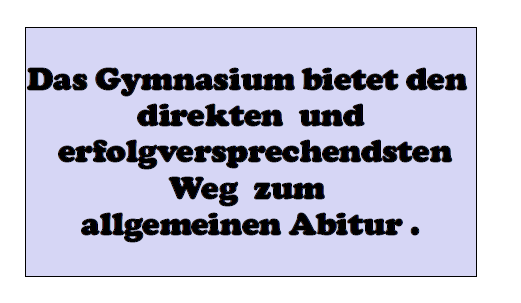 Das Gymnasium bietet den
direkten und
erfolgversprechendsten
Weg zum
allgemeinen Abitur .